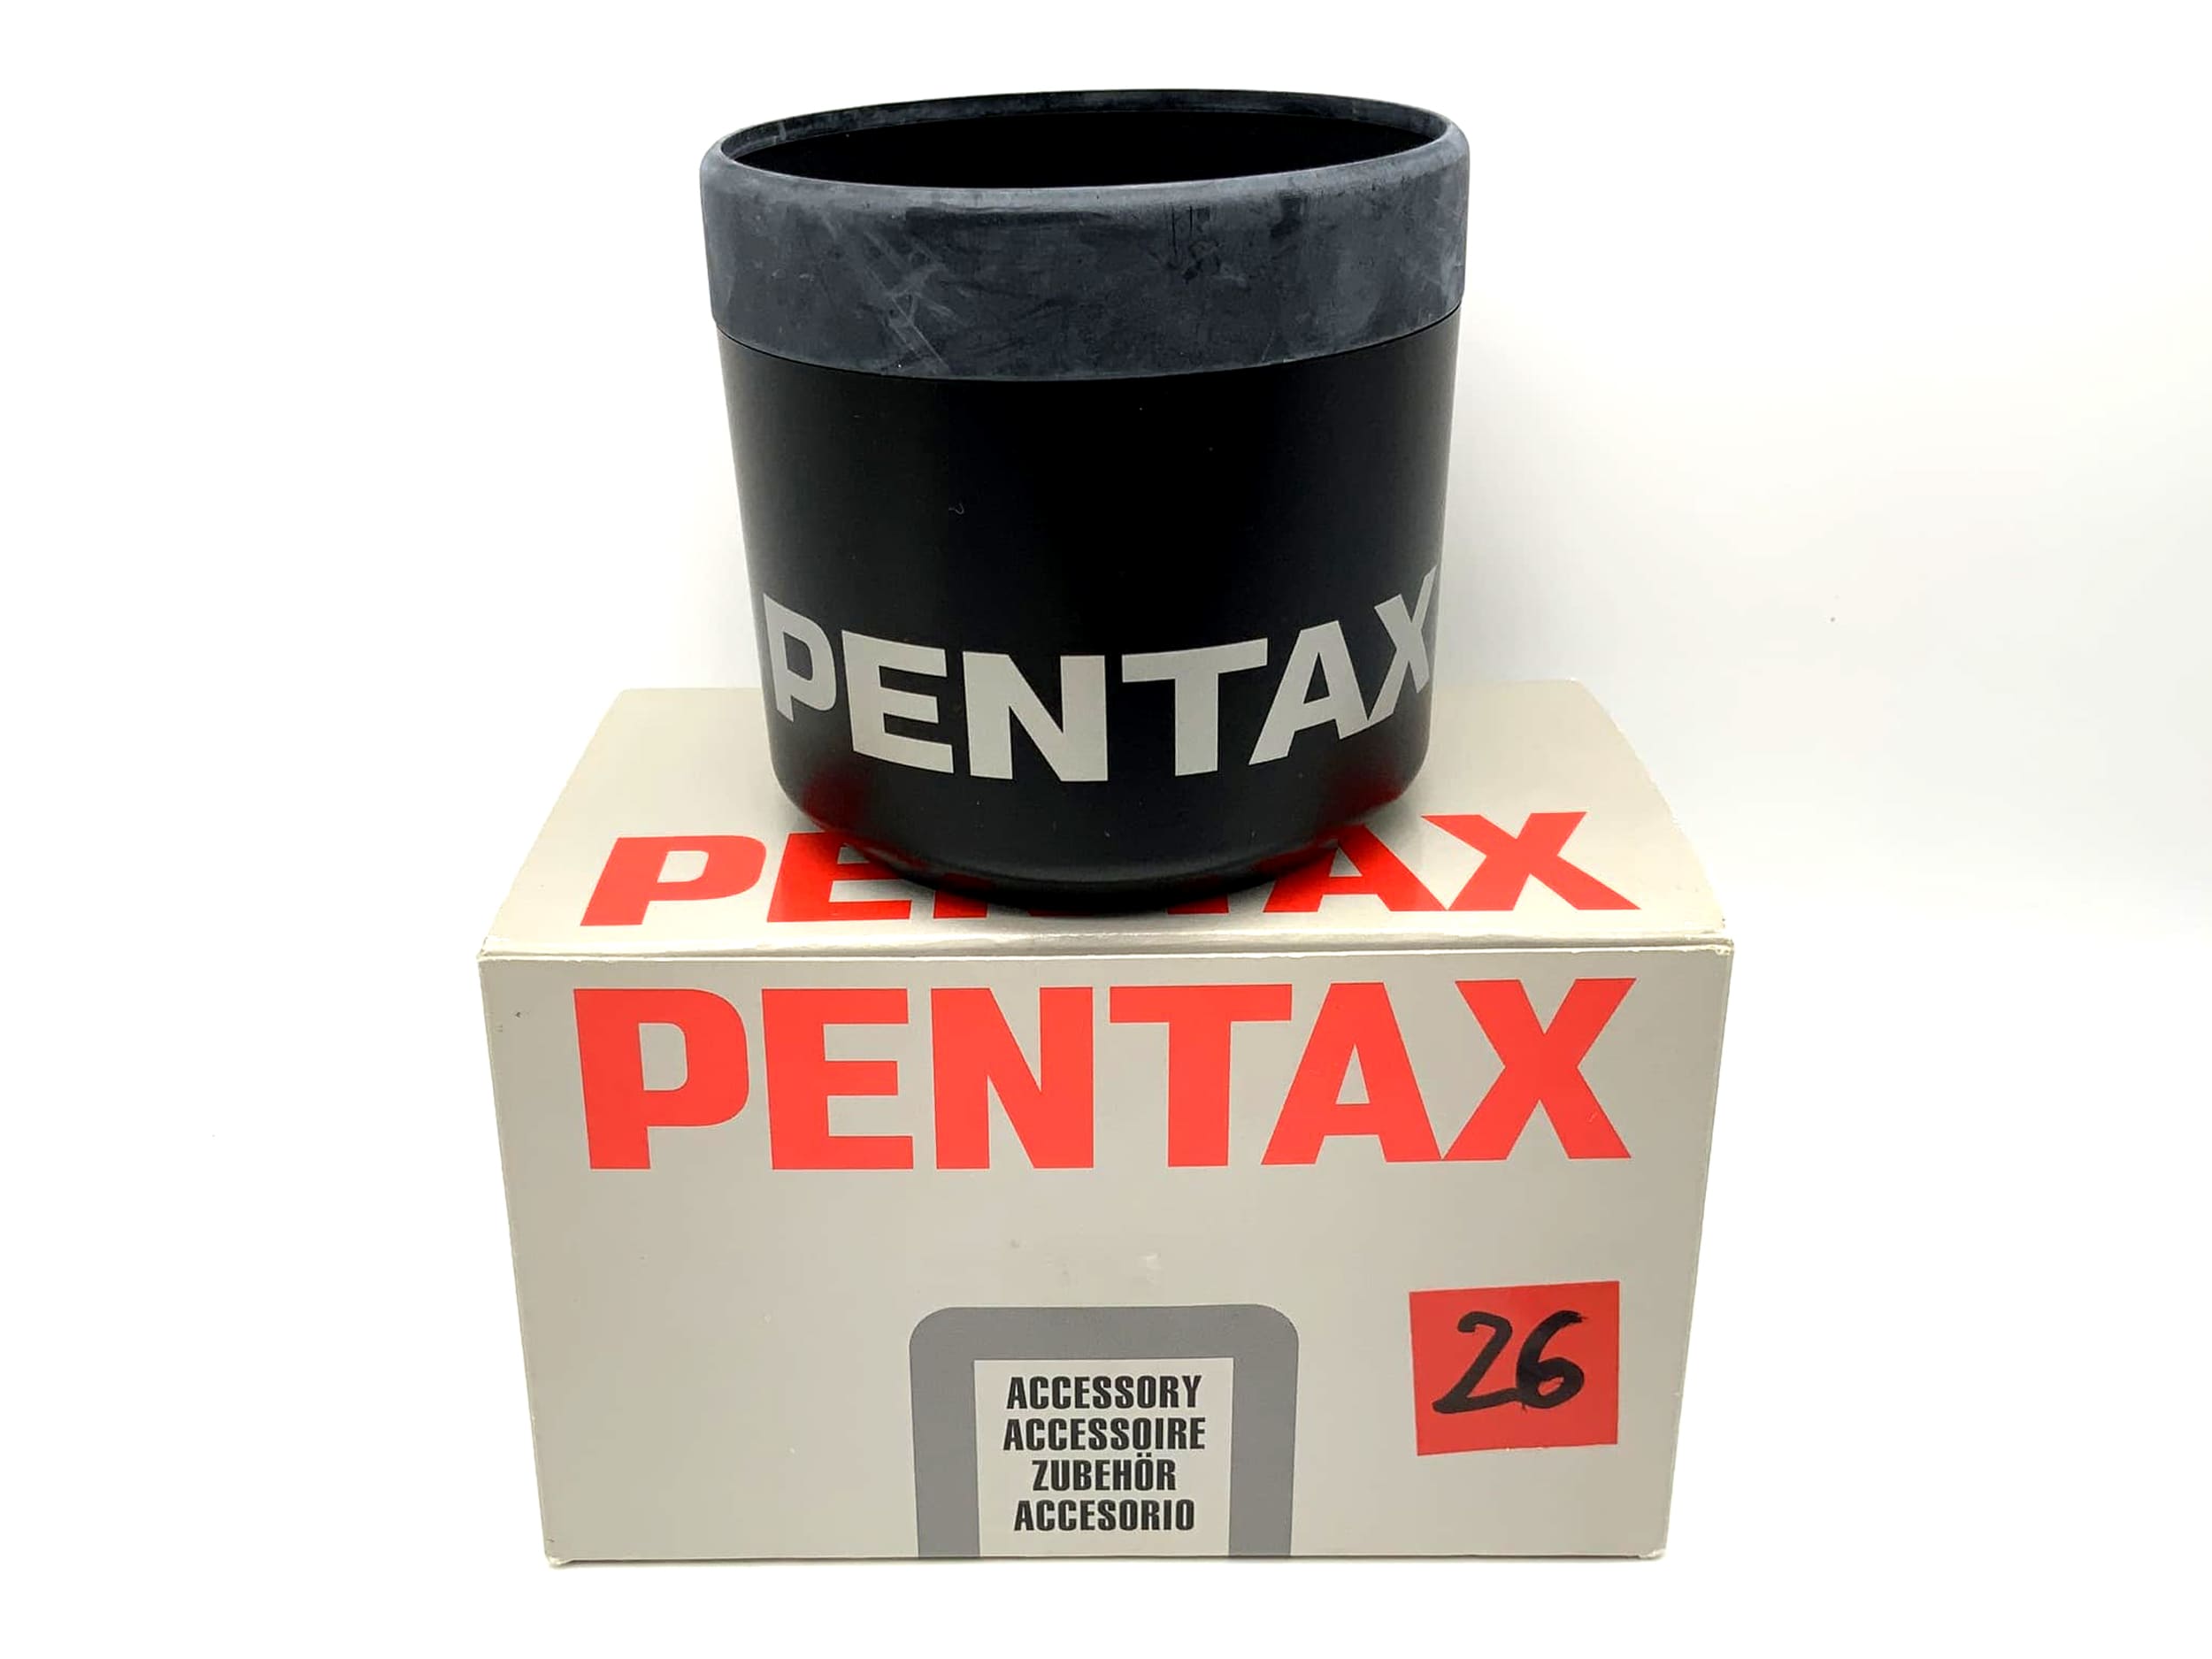 PENTAX
PENTAX
PENTAX
26
ACCESSORY
ACCESSOIRE
ZUBEHÖR
ACCESORIO